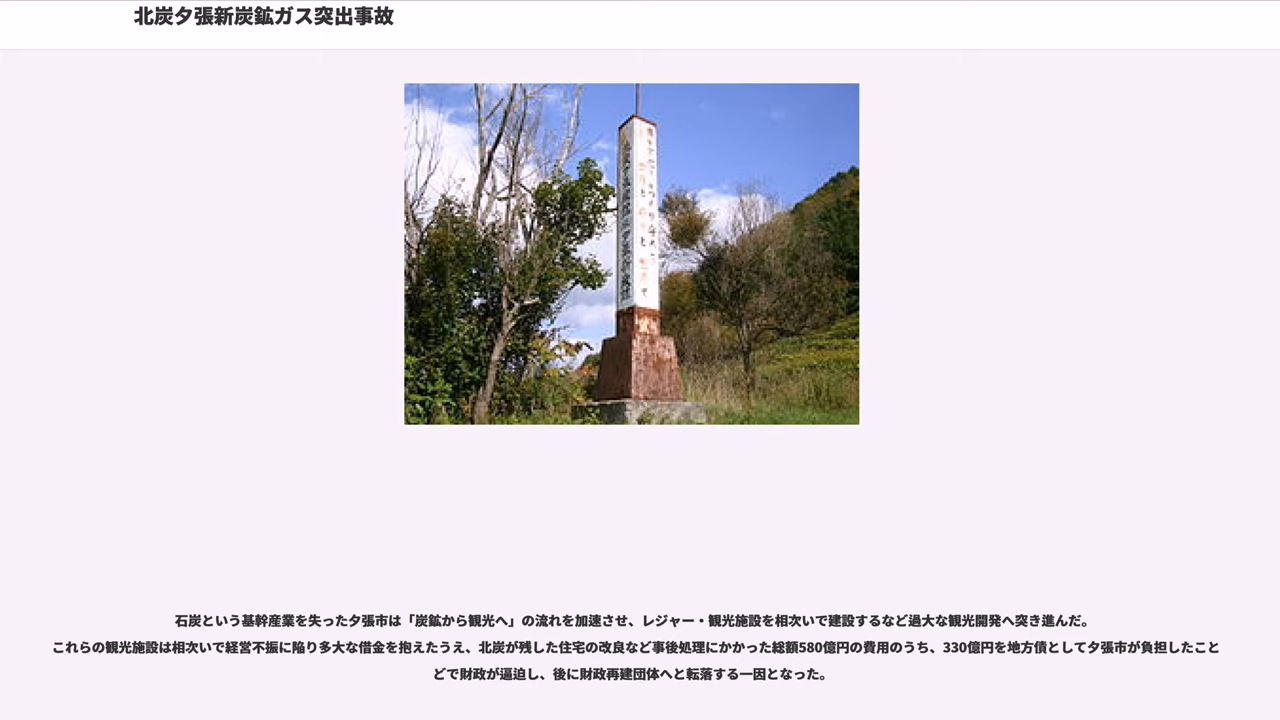 北炭夕張新炭鉱ガス突出事故
石炭という基幹産業を失った夕張市は「炭鉱から観光へ」の流れを加速させ、レジャー・観光施設を相次いで建設するなど過大な観光開発へ突き進んだ。
これらの観光施設は相次いで経営不振に陥り多大な借金を抱えたうえ、北炭が残した住宅の改良など事後処理にかかった総額580億円の費用のうち、330億円を地方債として夕張市が負担したこと
どで財政が逼迫し、後に財政再建団体へと転落する一因となった。